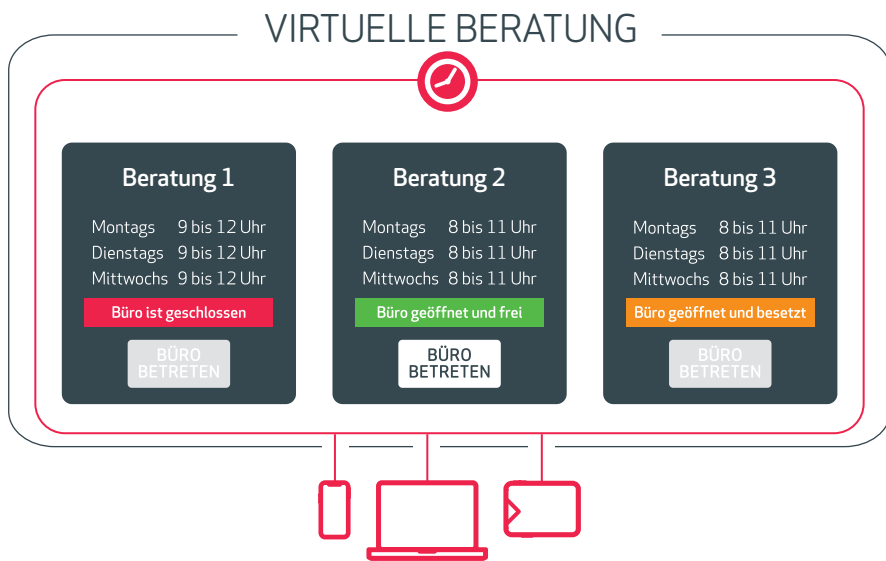 VIRTUELLE BERATUNG
Beratung 1
Montags 9 bis 12 Uhr
Dienstags 9 bis 12 Uhr
Mittwochs 9 bis 12 Uhr
Büro ist geschlossen
BÜRO
BETRETEN
Beratung 2
Montags 8 bis 11 Uhr
Dienstags 8 bis 11 Uhr
Mittwochs 8 bis 11 Uhr
Büro geöffnet und frei
BÜRO
BETRETEN
Beratung 3
Montags 8 bis 11 Uhr
Dienstags 8 bis 11 Uhr
Mittwochs 8 bis 11 Uhr
Büro geöffnet und besetzt
BÜRO
BETRETEN